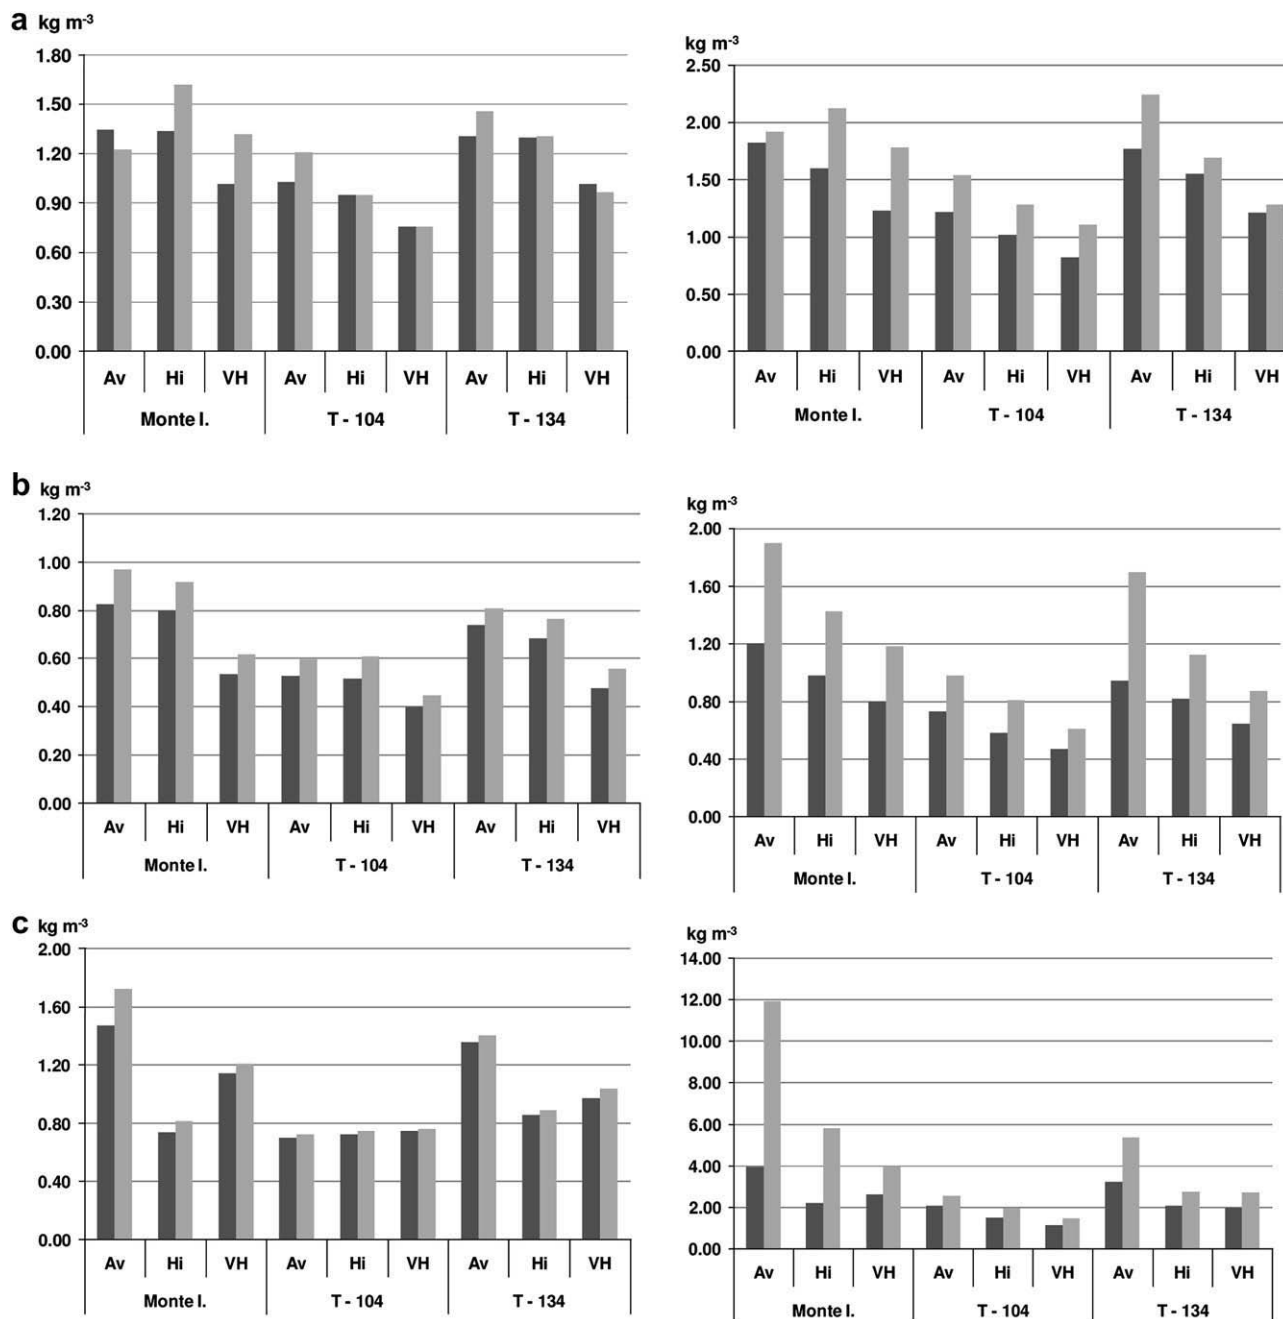 a kg m-3
1.80
1.50
1.20
0.90
0.60
0.30
0.00
Av Hi VH Av Hi VH Av Hi VH
Monte I. T - 104 T - 134
kg m-3
2.50
2.00
1.50
1.00
0.50
0.00
Av Hi VH Av Hi VH Av Hi VH
Monte I. T - 104 T - 134
b kg m-3
1.20
1.00
0.80
0.60
0.40
0.20
0.00
Av Hi VH Av Hi VH Av Hi VH
Monte I. T - 104 T - 134
kg m-3
2.00
1.60
1.20
0.80
0.40
0.00
Av Hi VH Av Hi VH Av Hi VH
Monte I. T - 104 T - 134
c kg m-3
2.00
1.60
1.20
0.80
0.40
0.00
Av Hi VH Av Hi VH Av Hi VH
Monte I. T - 104 T - 134
kg m-3
14.00
12.00
10.00
8.00
6.00
4.00
2.00
0.00
Av Hi VH Av Hi VH Av Hi VH
Monte I. T - 104 T - 134